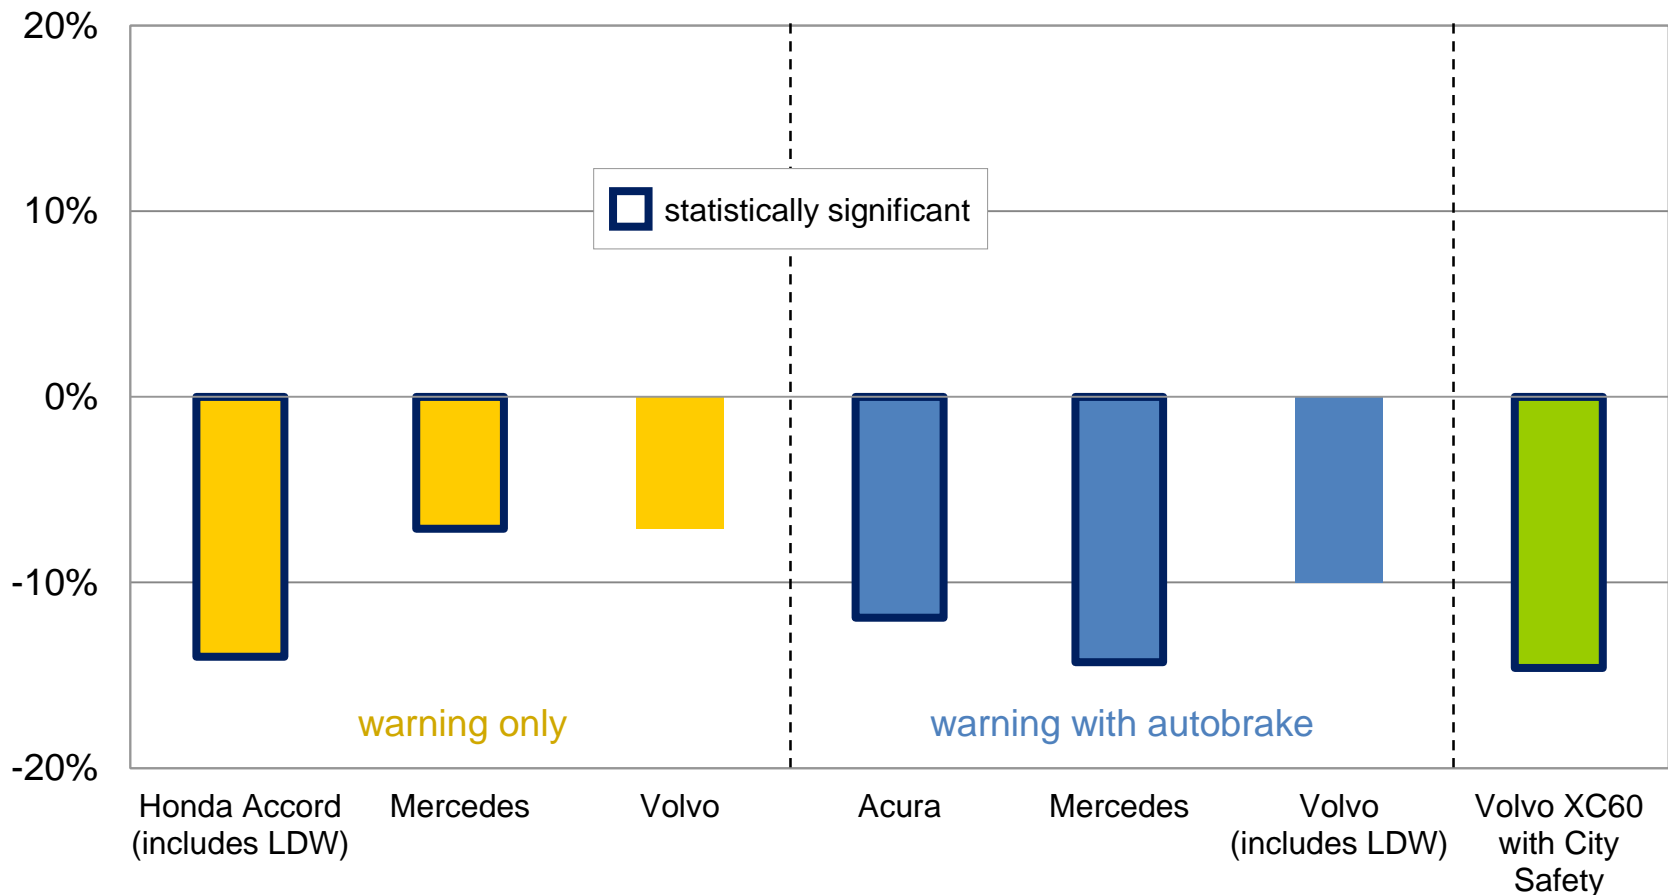 20%
10%
0%
-10%
-20%
statistically significant
warning only
warning with autobrake
Honda Accord
(includes LDW)
Mercedes
Volvo
Acura
Mercedes
Volvo
(includes LDW)
Volvo XC60
with City
Safety